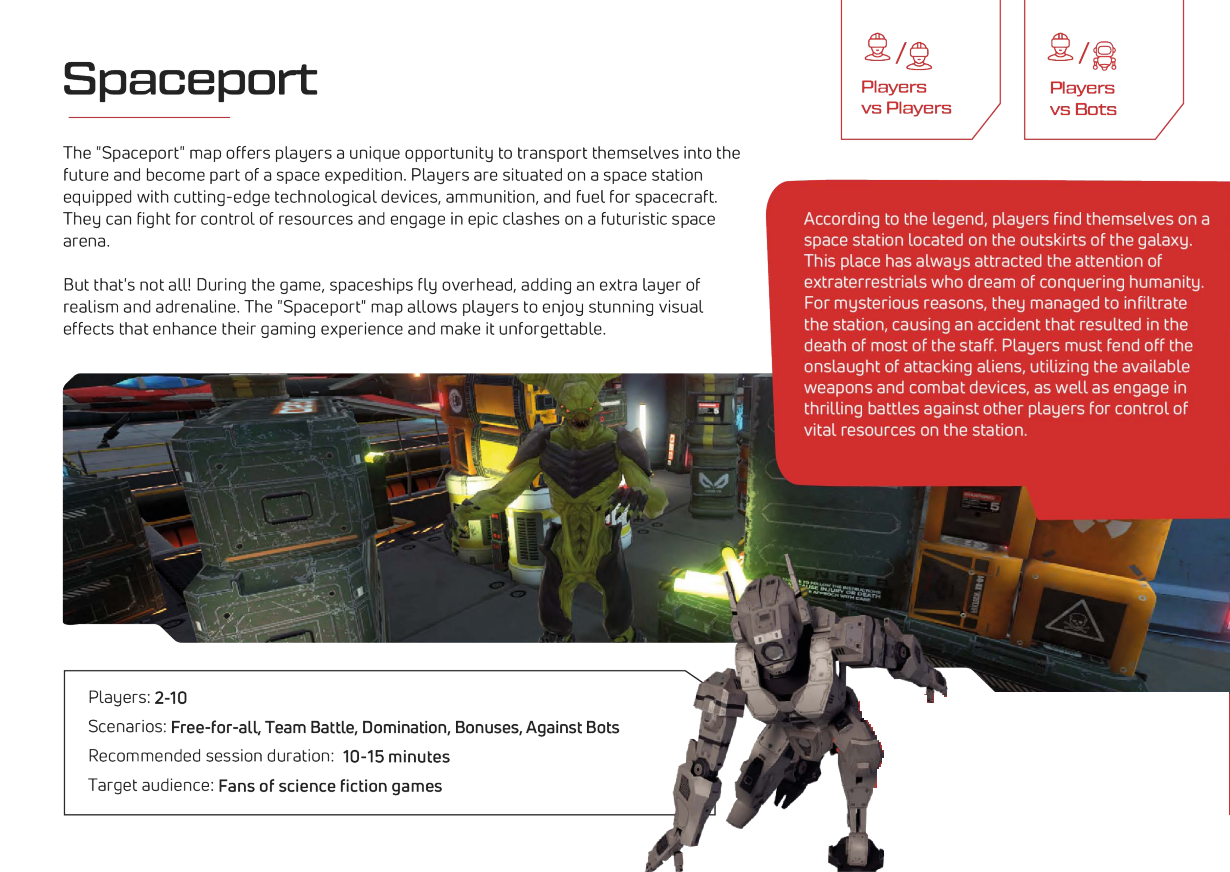 Spaceport
Players
vs Players
Players
vs Bots
The "Spaceport" map offers players a unique opportunity to transport themselves into the
future and become part of a space expedition. Players are situated on a space station
equipped with cutting-edge technological devices, ammunition, and fuel for spacecraft.
They can fight for control of resources and engage in epic clashes on a futuristic space
arena.
But that's not all! During the game, spaceships fly overhead, adding an extra layer of
realism and adrenaline. The "Spaceport" map allows players to enjoy stunning visual
effects that enhance their gaming experience and make it unforgettable.
According to the legend, players find themselves on a
space station located on the outskirts of the galaxy.
This place has always attracted the attention of
extraterrestrials who dream of conquering humanity.
For mysterious reasons, they managed to infiltrate
the station, causing an accident that resulted in the
death of most of the staff. Players must fend off the
onslaught of attacking aliens, utilizing the available
weapons and combat devices, as well as engage in
thrilling battles against other players for control of
vital resources on the station.
Players: 2-10
Scenarios: Free-for-all, Team Battle, Domination, Bonuses, Against Bots
Recommended session duration: 10-15 minutes
Target audience: Fans of science fiction games